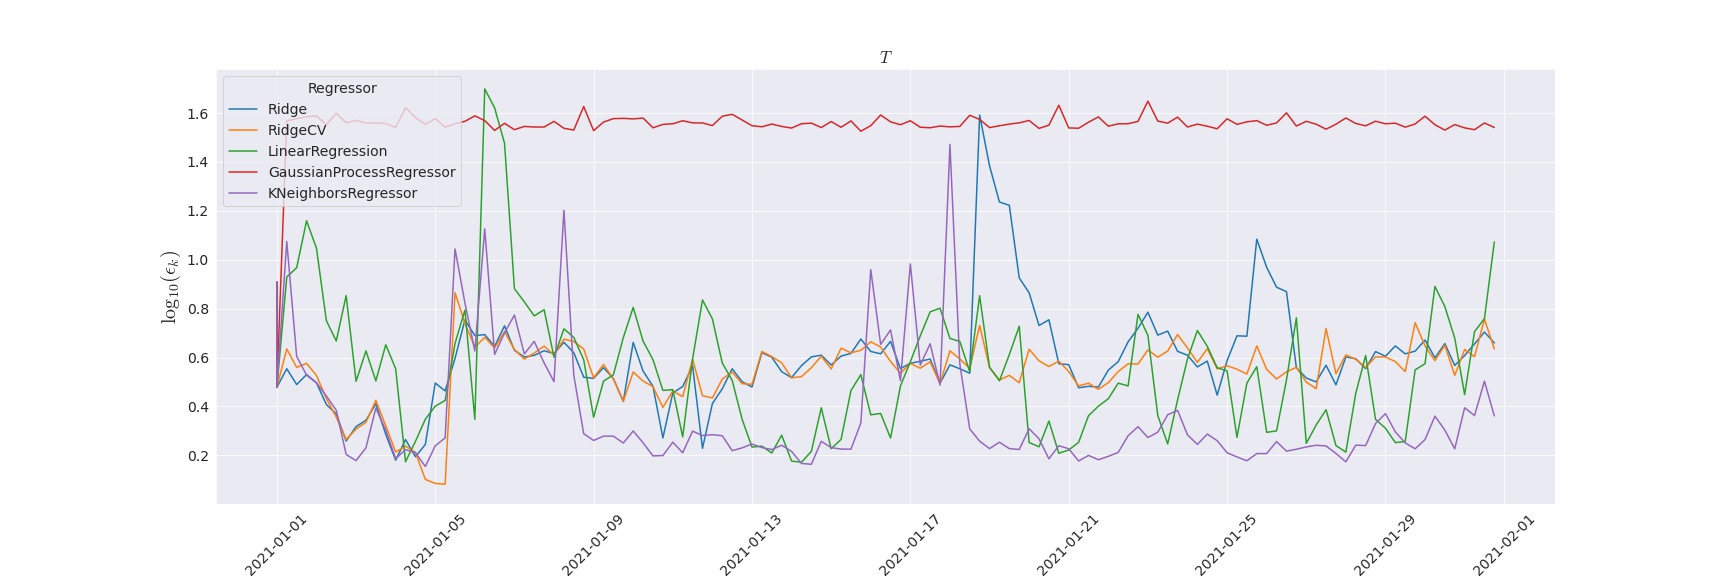 T
Regressor
Ridge
RidgeCV
LinearRegression
GaussianProcessRegressor
KNeighborsRegressor
log₁₀(ϵₖ)
1.6
1.4
1.2
1.0
0.8
0.6
0.4
0.2
2021-01-01
2021-01-05
2021-01-09
2021-01-13
2021-01-17
2021-01-21
2021-01-25
2021-01-29
2021-02-01